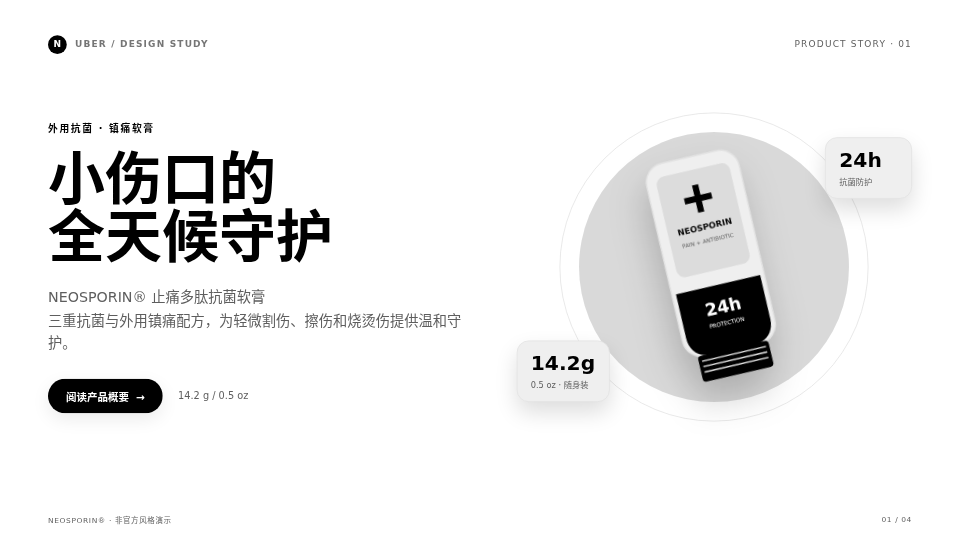 N UBER / DESIGN STUDY
PRODUCT STORY · 01
外用抗菌 · 镇痛软膏
小伤口的
全天候守护
NEOSPORIN® 止痛多肽抗菌软膏
三重抗菌与外用镇痛配方，为轻微割伤、擦伤和烧烫伤提供温和守
护。
阅读产品概要 →
14.2 g / 0.5 oz
NEOSPORIN
PAIN + ANTIBIOTIC
24h
PROTECTION
24h
抗菌防护
14.2g
0.5 oz · 随身装
NEOSPORIN® · 非官方风格演示
01 / 04